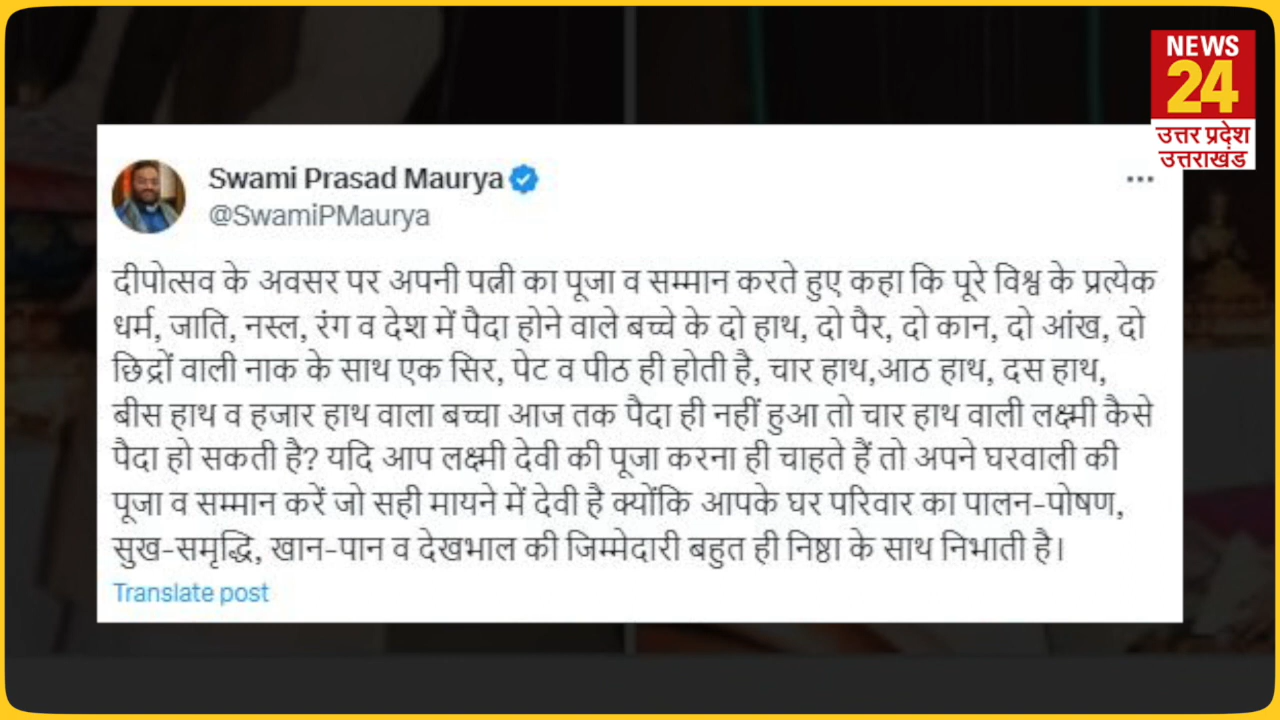 NEWS
24
उत्तर प्रदेश
उत्तराखंड
Swami Prasad Maurya
@SwamiPMaurya
दीपोत्सव के अवसर पर अपनी पत्नी का पूजा व सम्मान करते हुए कहा कि पूरे विश्व के प्रत्येक
धर्म, जाति, नस्ल, रंग व देश में पैदा होने वाले बच्चे के दो हाथ, दो पैर, दो कान, दो आंख, दो
छिद्रों वाली नाक के साथ एक सिर, पेट व पीठ ही होती है, चार हाथ,आठ हाथ, दस हाथ,
बीस हाथ व हजार हाथ वाला बच्चा आज तक पैदा ही नहीं हुआ तो चार हाथ वाली लक्ष्मी कैसे
पैदा हो सकती है? यदि आप लक्ष्मी देवी की पूजा करना ही चाहते हैं तो अपने घरवाली की
पूजा व सम्मान करें जो सही मायने में देवी है क्योंकि आपके घर परिवार का पालन-पोषण,
सुख-समृद्धि, खान-पान व देखभाल की जिम्मेदारी बहुत ही निष्ठा के साथ निभाती है।
Translate post